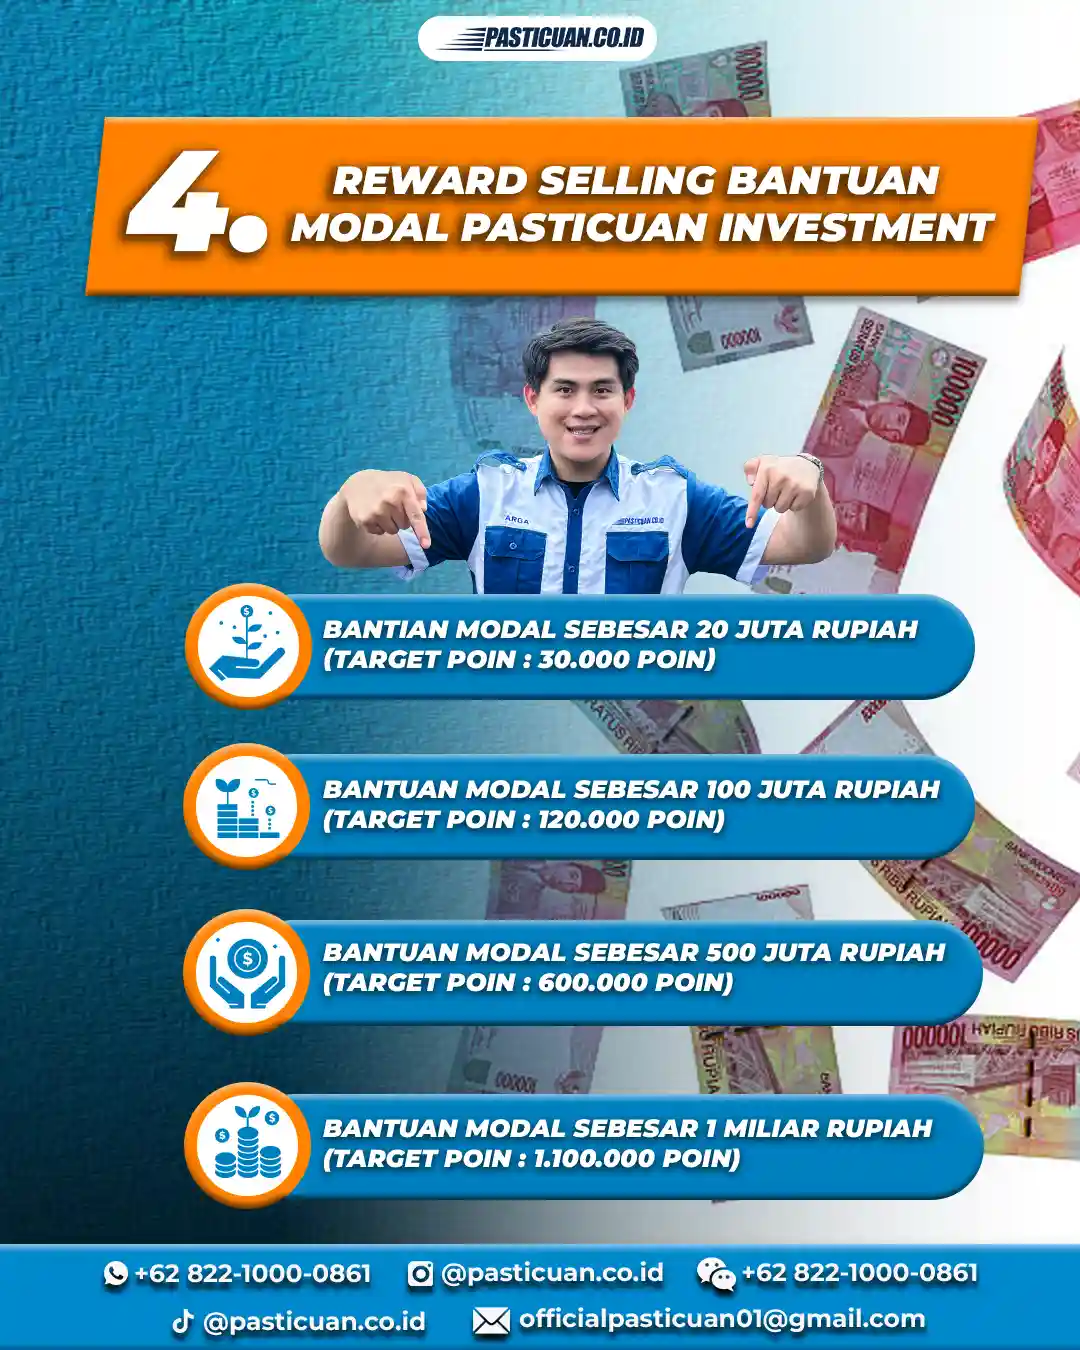 PASTICUAN.CO.ID
4.
REWARD SELLING BANTUAN
MODAL PASTICUAN INVESTMENT
ARGA
PASTICUAN.CO.ID
BANTIAN MODAL SEBESAR 20 JUTA RUPIAH
(TARGET POIN : 30.000 POIN)
BANTUAN MODAL SEBESAR 100 JUTA RUPIAH
(TARGET POIN : 120.000 POIN)
BANTUAN MODAL SEBESAR 500 JUTA RUPIAH
(TARGET POIN : 600.000 POIN)
BANTUAN MODAL SEBESAR 1 MILIAR RUPIAH
(TARGET POIN : 1.100.000 POIN)
+62 822-1000-0861 @pasticuan.co.id +62 822-1000-0861
@pasticuan.co.id officialpasticuan01@gmail.com